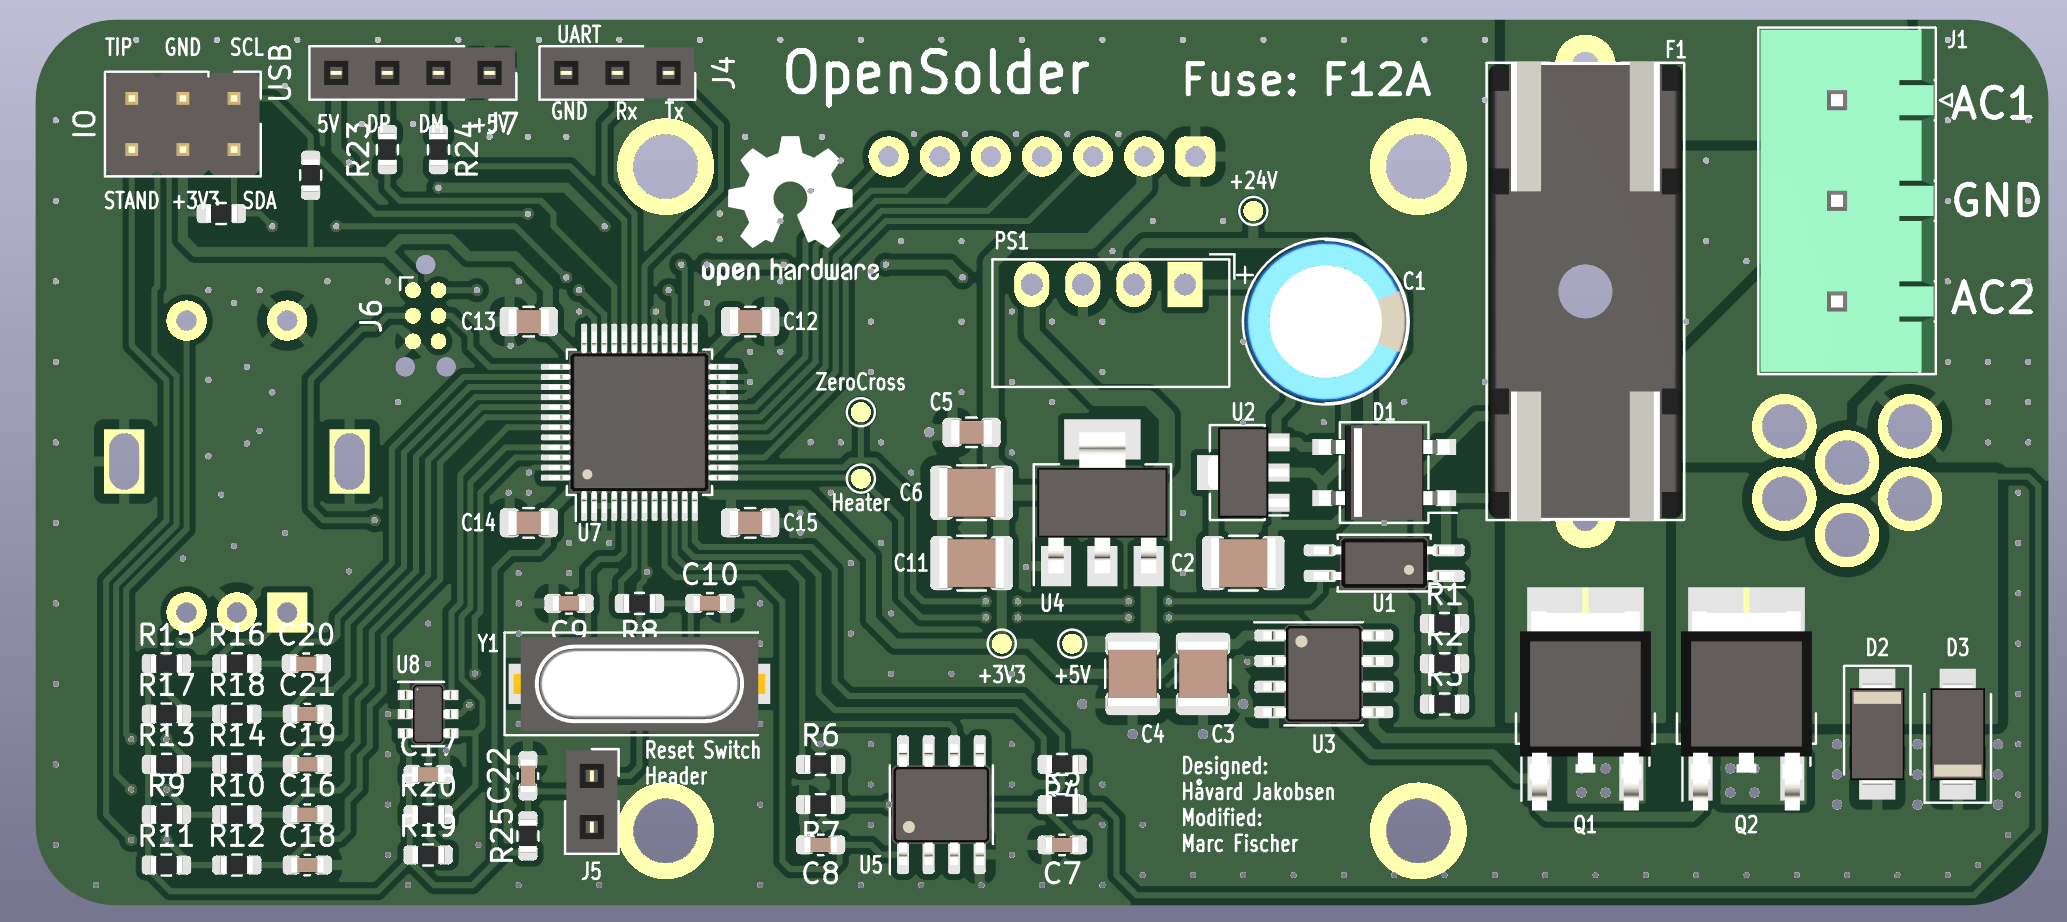 TIP GND SCL
USB
UART
J4
OpenSolder
Fuse: F12A
F1
J1
IO
5V DP DM +5V
GND Rx Tx
R23
R24
AC1
STAND +3V3 SDA
+24V
GND
PS1
open hardware
+
C1
AC2
J6
C13
C12
ZeroCross
C5
U2
D1
C6
Heater
C14
U7
C15
C11
C2
C10
U4
U1
R1
C9
R8
R15 R16 C20
R2
Y1
U8
+3V3
+5V
D2
D3
R17 R18 C21
R3
R13 R14 C19
C17
Reset Switch
Header
R6
C4
C3
U3
C22
R9 R10 C16
R20
Designed:
Håvard Jakobsen
Modified:
Marc Fischer
R11 R12 C18
R19
R25
R7
Q1
Q2
J5
C8
U5
C7